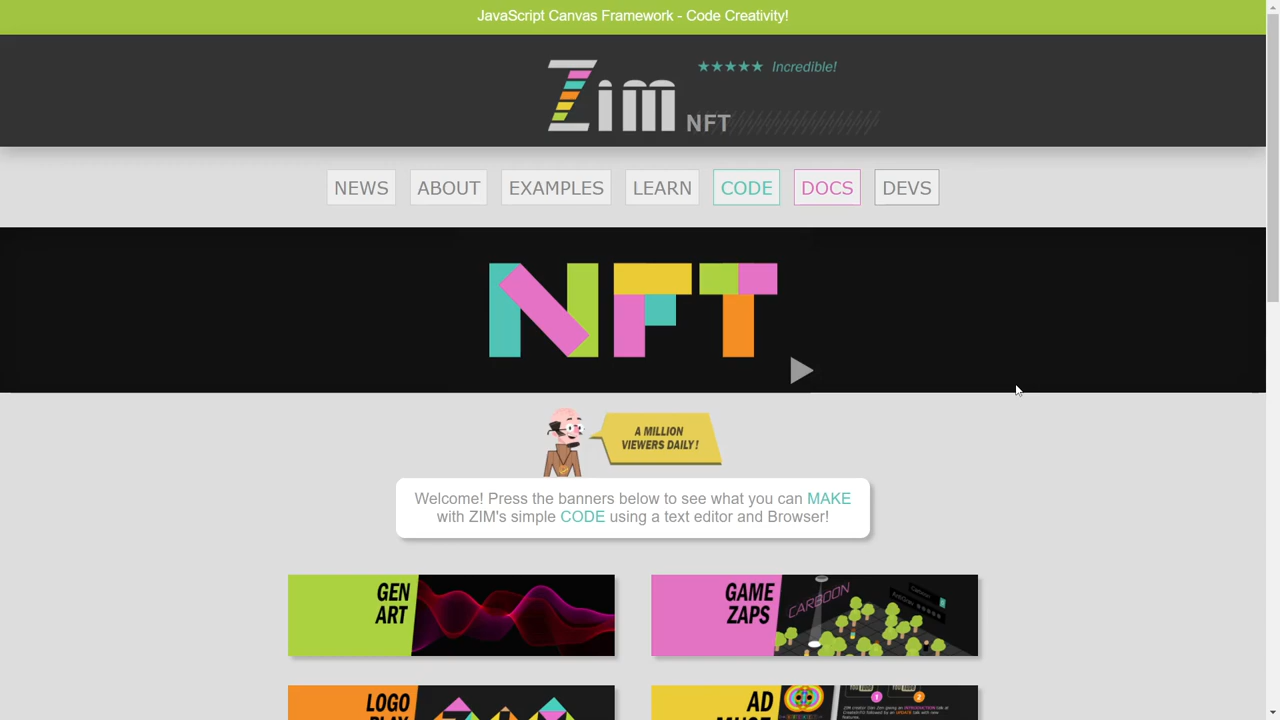 JavaScript Canvas Framework - Code Creativity!
Zim
★★★★★ Incredible!
NFT
NEWS
ABOUT
EXAMPLES
LEARN
CODE
DOCS
DEVS
NFT
A MILLION
VIEWERS DAILY!
Welcome! Press the banners below to see what you can MAKE
with ZIM's simple CODE using a text editor and Browser!
GEN
ART
GAME
ZAPS
CARBOON
LOGO
PLAY
AD